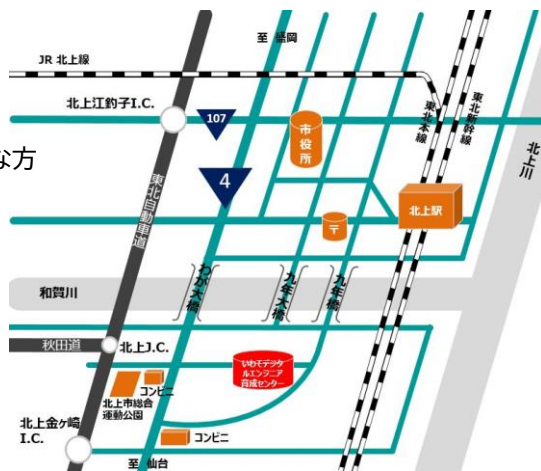 至 盛岡
JR 北上線
北上江釣子I.C.
107
市役所
東北本線
東北新幹線
北上川
な方
4
東北自動車道
北上駅
〒
わが大橋
九年大橋
九年橋
和賀川
秋田道
北上J.C.
いわてデジタ
ルエンジニア
育成センター
コンビニ
北上市総合
運動公園
北上金ヶ崎
I.C.
コンビニ
至 仙台